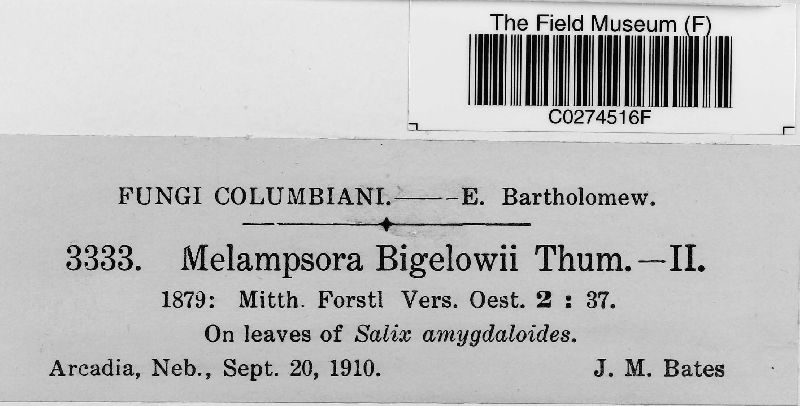 The Field Museum (F)
C0274516F
FUNGI COLUMBIANI.——E. Bartholomew.
3333. Melampsora Bigelowii Thum.—II.
1879: Mitth. Forstl Vers. Oest. 2 : 37.
On leaves of Salix amygdaloides.
Arcadia, Neb., Sept. 20, 1910. J. M. Bates